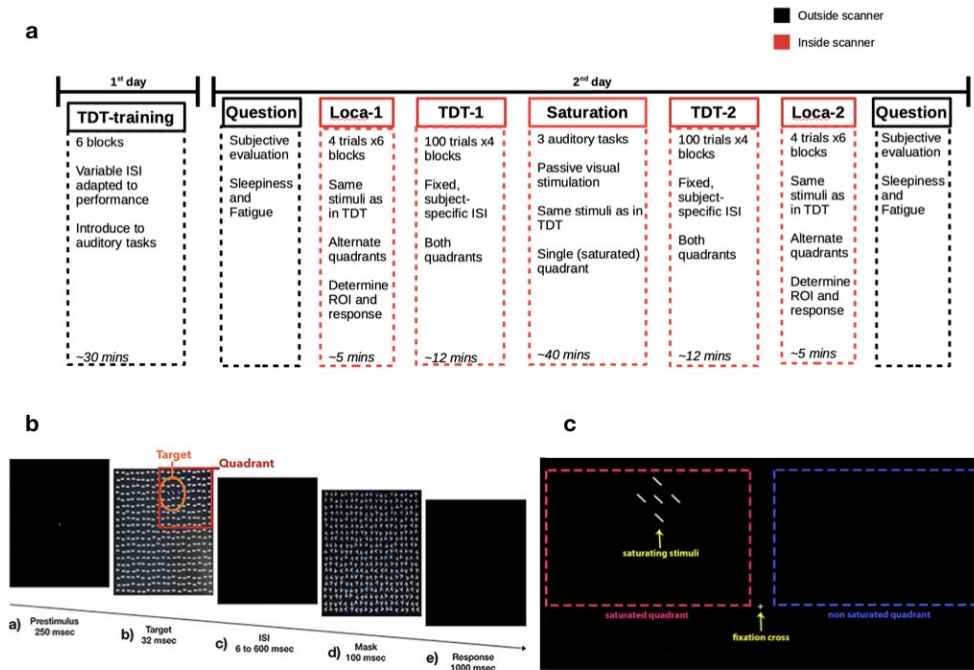 Outside scanner
Inside scanner
a
1st day
2nd day
TDT-training
6 blocks
Variable ISI
adapted to
performance
Introduce to
auditory tasks
~30 mins
Question
Subjective
evaluation
Sleepiness
and
Fatigue
Loca-1
4 trials x6
blocks
Same
stimuli as
in TDT
Alternate
quadrants
Determine
ROI and
response
~5 mins
TDT-1
100 trials x4
blocks
Fixed,
subject-
specific ISI
Both
quadrants
~12 mins
Saturation
3 auditory tasks
Passive visual
stimulation
Same stimuli as in
TDT
Single (saturated)
quadrant
~40 mins
TDT-2
100 trials x4
blocks
Fixed,
subject-
specific ISI
Both
quadrants
~12 mins
Loca-2
4 trials x6
blocks
Same
stimuli as
in TDT
Alternate
quadrants
Determine
ROI and
response
~5 mins
Question
Subjective
evaluation
Sleepiness
and
Fatigue
b
Target
Quadrant
a) Prestimulus
250 msec
b) Target
32 msec
c) ISI
6 to 600 msec
d) Mask
100 msec
e) Response
1000 msec
c
saturating stimuli
saturated quadrant
non saturated quadrant
fixation cross